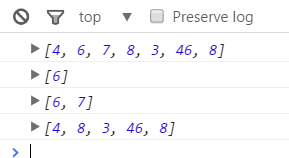 top Preserve log
[4, 6, 7, 8, 3, 46, 8]
[6]
[6, 7]
[4, 8, 3, 46, 8]